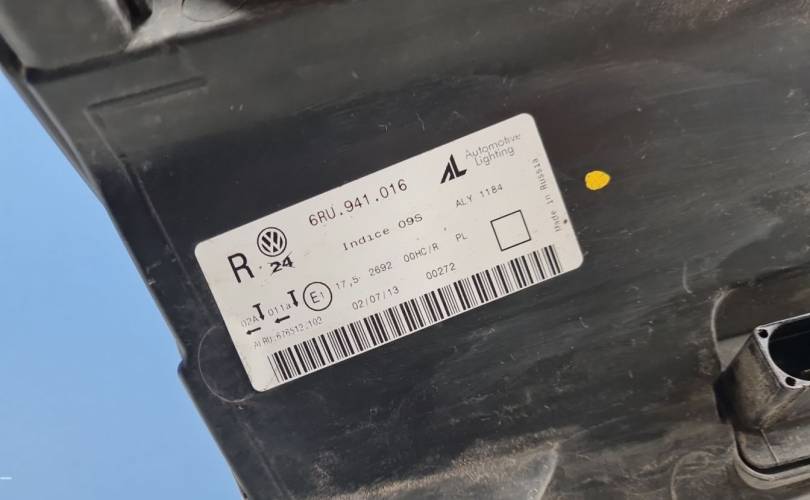 6RU.941.016
AL Automotive
Lighting
R
24
Indice 09S
ALY 1184
Made in Russia
02A 011a E1 17,5 2692 00HC/R PL
02/07/13 00272
ALRU.676512.102